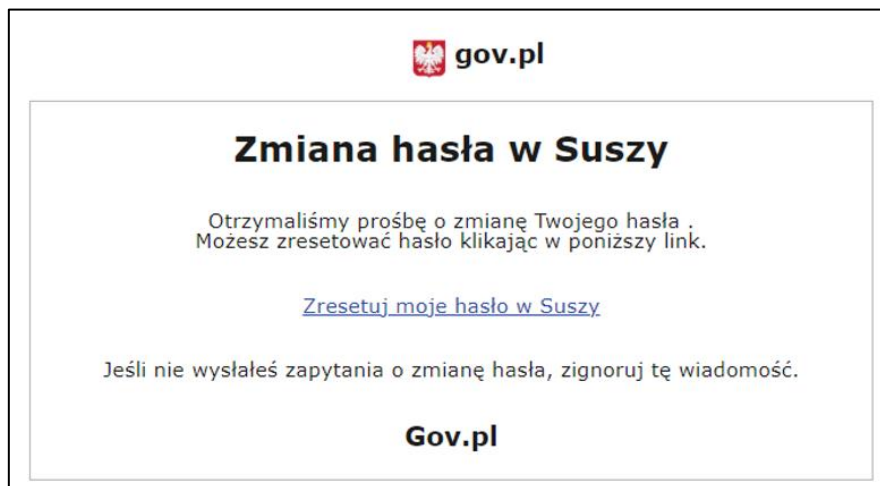 gov.pl
Zmiana hasła w Suszy
Otrzymaliśmy prośbę o zmianę Twojego hasła .
Możesz zresetować hasło klikając w poniższy link.
Zresetuj moje hasło w Suszy
Jeśli nie wysłałeś zapytania o zmianę hasła, zignoruj tę wiadomość.
Gov.pl